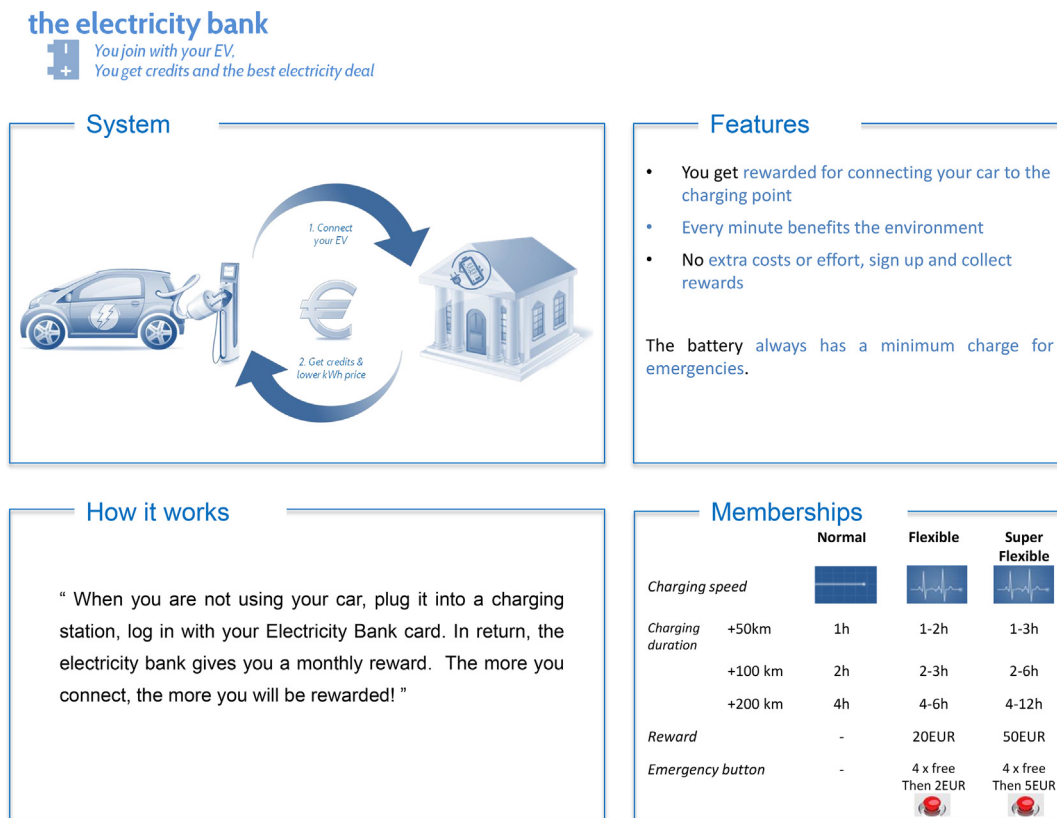 the electricity bank
You join with your EV,
You get credits and the best electricity deal
System
1. Connect
your EV
2. Get credits &
lower kWh price
Features
• You get rewarded for connecting your car to the
charging point
• Every minute benefits the environment
• No extra costs or effort, sign up and collect
rewards
The battery always has a minimum charge for
emergencies.
How it works
“ When you are not using your car, plug it into a charging
station, log in with your Electricity Bank card. In return, the
electricity bank gives you a monthly reward. The more you
connect, the more you will be rewarded! ”
Memberships
Normal Flexible Super
Flexible
Charging speed
Charging +50km 1h 1-2h 1-3h
duration
+100 km 2h 2-3h 2-6h
+200 km 4h 4-6h 4-12h
Reward - 20EUR 50EUR
Emergency button - 4 x free 4 x free
Then 2EUR Then 5EUR